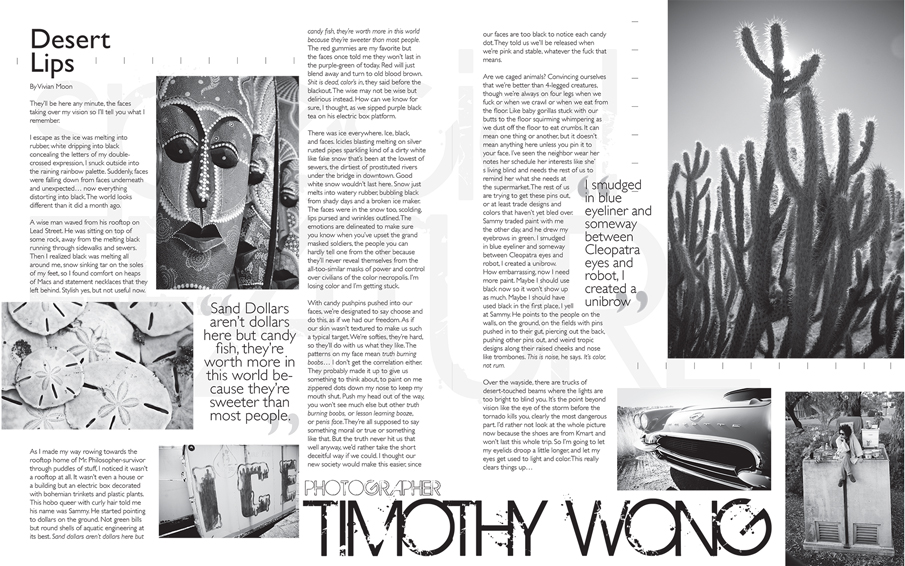 Desert
Lips
By Vivian Moon
They'll be here any minute, the faces
taking over my vision so I'll tell you what I
remember.
I escape as the ice was melting into
rubber, white dripping into black
concealing the letters of my double-
crossed expression, I snuck outside into
the raining rainbow palette. Suddenly, faces
were falling down from faces underneath
and unexpected… now everything
distorting into black. The world looks
different than it did a month ago.
A wise man waved from his rooftop on
Lead Street. He was sitting on top of
some rock, away from the melting black
running through sidewalks and sewers.
Then I realized black was melting all
around me, snow sinking tar on the soles
of my feet, so I found comfort on heaps
of Macs and statement necklaces that they
left behind. Stylish yes, but not useful now.
Sand Dollars
aren't dollars
here but candy
fish, they're
worth more in
this world be-
cause they're
sweeter than
most people.
As I made my way rowing towards the
rooftop home of Mr. Philosopher-survivor
through puddles of stuff, I noticed it wasn't
a rooftop at all. It wasn't even a house or
a building but an electric box decorated
with bohemian trinkets and plastic plants.
This hobo queer with curly hair told me
his name was Sammy. He started pointing
to dollars on the ground. Not green bills
but round shells of aquatic engineering at
its best. Sand dollars aren't dollars here but
candy fish, they're worth more in this world
because they're sweeter than most people.
The red gummies are my favorite but
the faces once told me they won't last in
the purple-green of today. Red will just
blend away and turn to old blood brown.
Shit is dead, color's in, they said before the
blackout. The wise may not be wise but
delirious instead. How can we know for
sure, I thought, as we sipped purple black
tea on his electric box platform.
There was ice everywhere. Ice, black,
and faces. Icicles blasting melting on silver
rusted pipes sparkling kind of a dirty white
like fake snow that's been at the lowest of
sewers, the dirtiest of prostituted rivers
under the bridge in downtown. Good
white snow wouldn't last here. Snow just
melts into watery rubber, bubbling black
from shady days and a broken ice maker.
The faces were in the snow too, scolding,
lips pursed and wrinkles outlined. The
emotions are delineated to make sure
you know when you've upset the grand
masked soldiers, the people you can
hardly tell one from the other because
they'll never reveal themselves from the
all-too-similar masks of power and control
over civilians of the color necropolis. I'm
losing color and I'm getting stuck.
With candy pushpins pushed into our
faces, we're designated to say choose and
do this, as if we had our freedom. As if
our skin wasn't textured to make us such
a typical target. We're softies, they're hard,
so they'll do with us what they like. The
patterns on my face mean truth burning
boobs… I don't get the correlation either.
They probably made it up to give us
something to think about, to paint on me
zippered dots down my nose to keep my
mouth shut. Push my head out of the way,
you won't see much else but other truth
burning boobs, or lesson learning booze,
or penis face. They're all supposed to say
something moral or true or something
like that. But the truth never hit us that
well anyway, we'd rather take the short
deceitful way if we could. I thought our
new society would make this easier, since
our faces are too black to notice each candy
dot. They told us we'll be released when
we're pink and stable, whatever the fuck that
means.
Are we caged animals? Convincing ourselves
that we're better than 4-legged creatures,
though we're always on four legs when we
fuck or when we crawl or when we eat from
the floor. Like baby gorillas stuck with our
butts to the floor squirming whimpering as
we dust off the floor to eat crumbs. It can
mean one thing or another, but it doesn't
mean anything here unless you pin it to
your face. I've seen the neighbor wear her
notes her schedule her interests like she'
s living blind and needs the rest of us to
remind her what she needs at
the supermarket. The rest of us
are trying to get these pins out,
or at least trade designs and
colors that haven't yet bled over.
Sammy traded paint with me
the other day, and he drew my
eyebrows in green. I smudged
in blue eyeliner and someway
between Cleopatra eyes and
robot, I created a unibrow.
How embarrassing, now I need
more paint. Maybe I should use
black now so it won't show up
as much. Maybe I should have
used black in the first place, I yell
at Sammy. He points to the people on the
walls, on the ground, on the fields with pins
pushed in to their gut, piercing out the back,
pushing other pins out, and weird tropic
designs along their raised cheeks and nose
like trombones. This is noise, he says. It's color,
not rum.
Over the wayside, there are trucks of
desert-touched beams where the lights are
too bright to blind you. It's the point beyond
vision like the eye of the storm before the
tornado kills you, clearly the most dangerous
part. I'd rather not look at the whole picture
now because the shoes are from Kmart and
won't last this whole trip. So I'm going to let
my eyelids droop a little longer, and let my
eyes get used to light and color. This really
clears things up…
"I smudged
in blue
eyeliner and
someway
between
Cleopatra
eyes and
robot, I
created a
unibrow"
PHOTOGRAPHER
TIMOTHY WONG